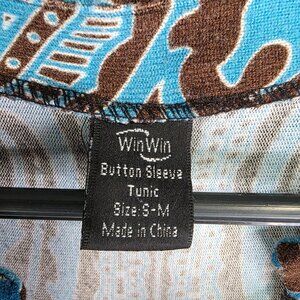 WinWin
Button Sleeve
Tunic
Size:S-M
Made in China